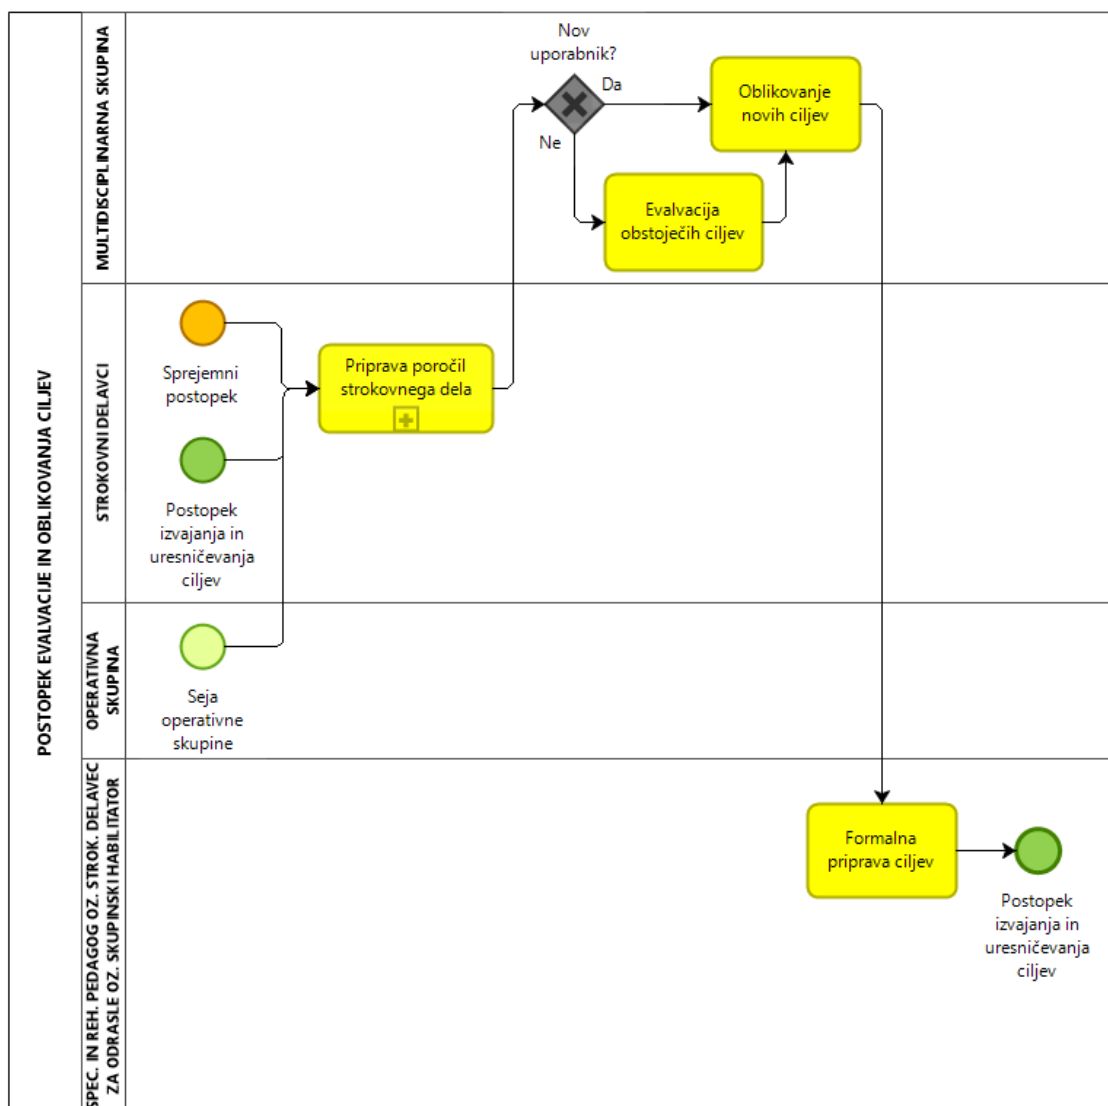 POSTOPEK EVALVACIJE IN OBLIKOVANJA CILJEV
MULTIDISCIPLINARNA SKUPINA
Nov
uporabnik?
Da
Ne
Oblikovanje
novih ciljev
Evalvacija
obstoječih ciljev
STROKOVNI DELAVCI
Sprejemni
postopek
Priprava poročil
strokovnega dela
Postopek
izvajanja in
uresničevanja
ciljev
OPERATIVNA
SKUPINA
Seja
operativne
skupine
SPEC. IN REH. PEDAGOG OZ. STROK. DELAVEC
ZA ODRASLE OZ. SKUPINSKI HABILITATOR
Formalna
priprava ciljev
Postopek
izvajanja in
uresničevanja
ciljev